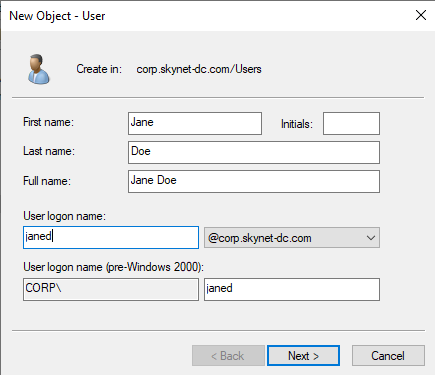 New Object - User
Create in: corp.skynet-dc.com/Users
First name: Jane Initials:
Last name: Doe
Full name: Jane Doe
User logon name:
janed @corp.skynet-dc.com
User logon name (pre-Windows 2000):
CORP\ janed
< Back Next > Cancel